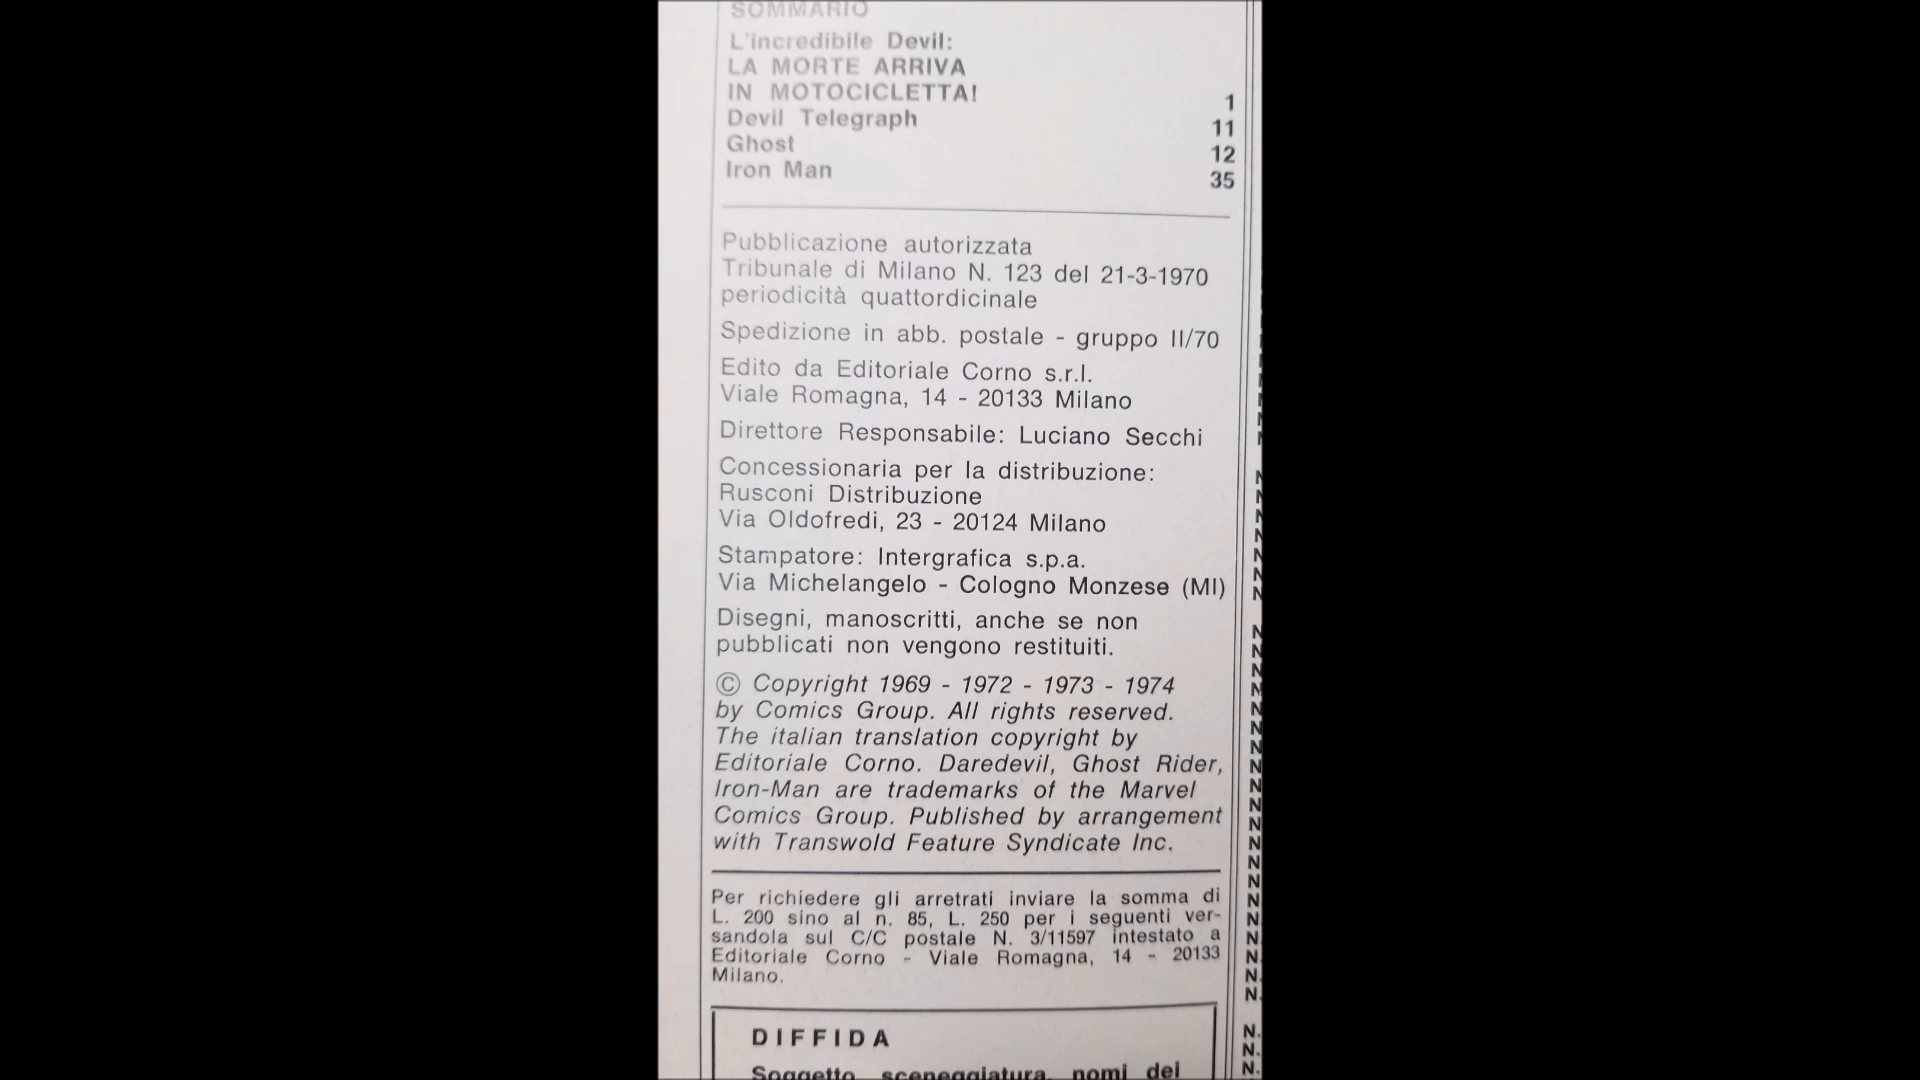 SOMMARIO
L'incredibile Devil:
LA MORTE ARRIVA
IN MOTOCICLETTA! 1
Devil Telegraph 11
Ghost 12
Iron Man 35
Pubblicazione autorizzata
Tribunale di Milano N. 123 del 21-3-1970
periodicità quattordicinale
Spedizione in abb. postale - gruppo II/70
Edito da Editoriale Corno s.r.l.
Viale Romagna, 14 - 20133 Milano
Direttore Responsabile: Luciano Secchi
Concessionaria per la distribuzione:
Rusconi Distribuzione
Via Oldofredi, 23 - 20124 Milano
Stampatore: Intergrafica s.p.a.
Via Michelangelo - Cologno Monzese (MI)
Disegni, manoscritti, anche se non
pubblicati non vengono restituiti.
© Copyright 1969 - 1972 - 1973 - 1974
by Comics Group. All rights reserved.
The italian translation copyright by
Editoriale Corno. Daredevil, Ghost Rider,
Iron-Man are trademarks of the Marvel
Comics Group. Published by arrangement
with Transwold Feature Syndicate Inc.
Per richiedere gli arretrati inviare la somma di
L. 200 sino al n. 85, L. 250 per i seguenti ver-
sandola sul C/C postale N. 3/11597 intestato a
Editoriale Corno - Viale Romagna, 14 - 20133
Milano.
DIFFIDA
Soggetto, sceneggiatura, nomi dei